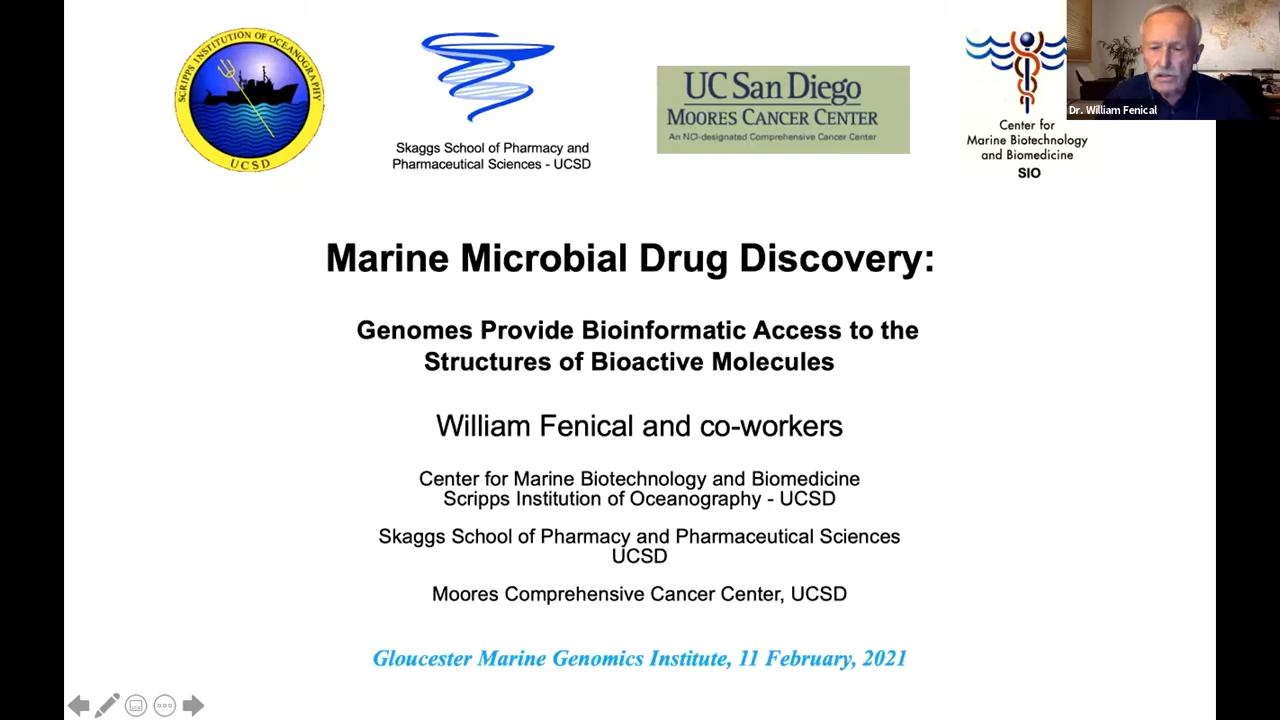 SCRIPPS INSTITUTION OF OCEANOGRAPHY
UCSD
Skaggs School of Pharmacy and
Pharmaceutical Sciences - UCSD
UC San Diego
MOORES CANCER CENTER
An NCI-designated Comprehensive Cancer Center
Center for
Marine Biotechnology
and Biomedicine
SIO
Dr. William Fenical
Marine Microbial Drug Discovery:
Genomes Provide Bioinformatic Access to the
Structures of Bioactive Molecules
William Fenical and co-workers
Center for Marine Biotechnology and Biomedicine
Scripps Institution of Oceanography - UCSD
Skaggs School of Pharmacy and Pharmaceutical Sciences
UCSD
Moores Comprehensive Cancer Center, UCSD
Gloucester Marine Genomics Institute, 11 February, 2021